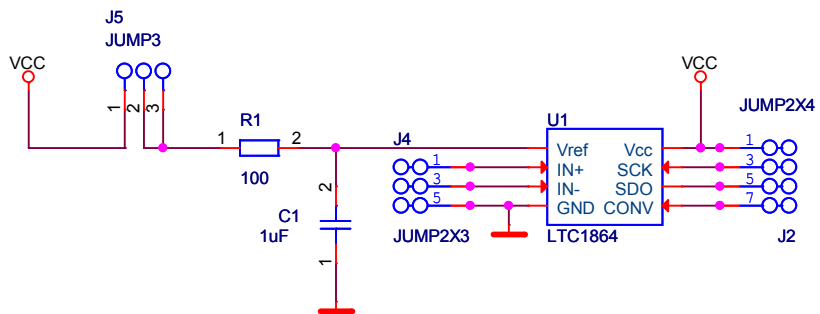 J5
JUMP3
VCC
1
2
3
R1
1
2
100
2
C1
1uF
1
J4
1
3
5
JUMP2X3
U1
Vref
Vcc
IN+
SCK
IN-
SDO
GND
CONV
LTC1864
VCC
JUMP2X4
1
3
5
7
J2